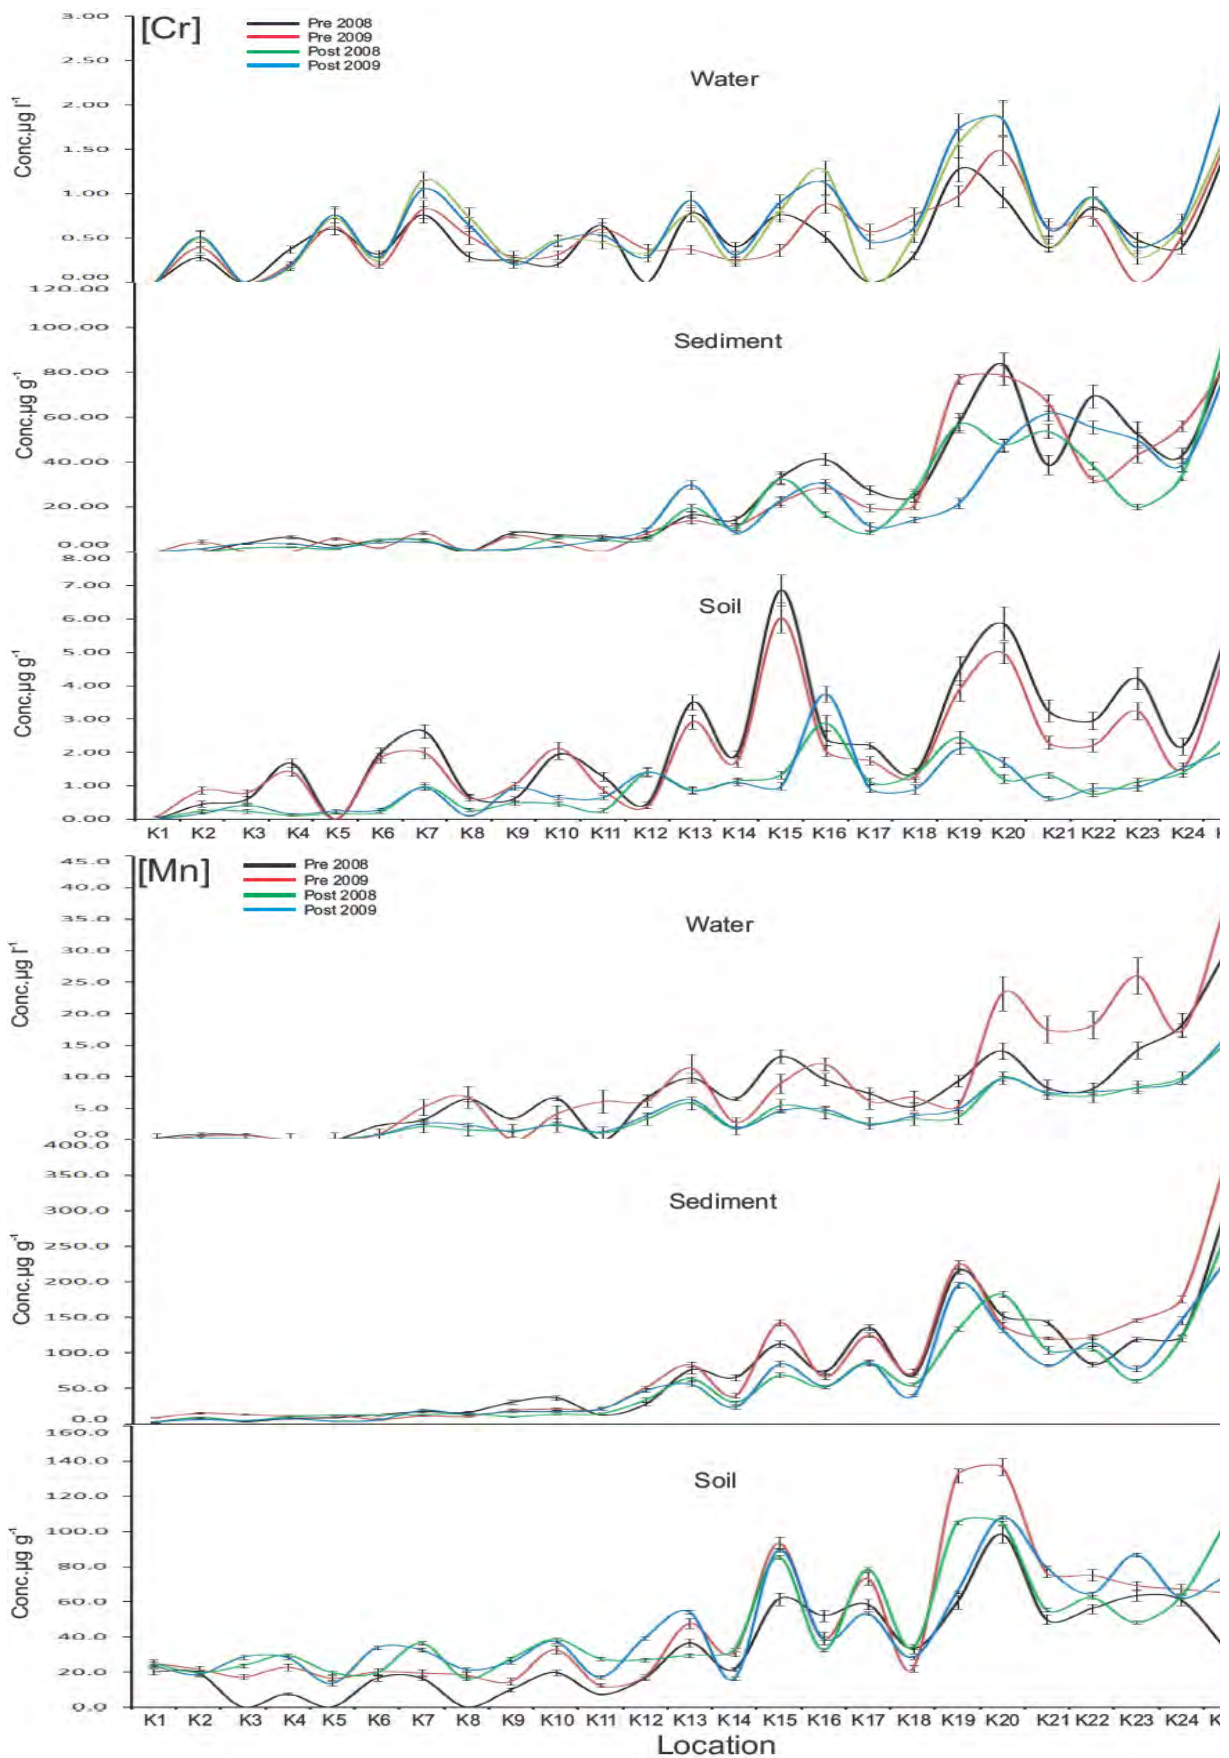 [Cr]
Pre 2008
Pre 2009
Post 2008
Post 2009
Water
Conc.µg l-1
3.00
2.50
2.00
1.50
1.00
0.50
0.00
Sediment
Conc.µg g-1
120.00
100.00
80.00
60.00
40.00
20.00
0.00
Soil
Conc.µg g-1
8.00
7.00
6.00
5.00
4.00
3.00
2.00
1.00
0.00
K1 K2 K3 K4 K5 K6 K7 K8 K9 K10 K11 K12 K13 K14 K15 K16 K17 K18 K19 K20 K21 K22 K23 K24 K
[Mn]
Pre 2008
Pre 2009
Post 2008
Post 2009
Water
Conc.µg l-1
45.0
40.0
35.0
30.0
25.0
20.0
15.0
10.0
5.0
0.0
Sediment
Conc.µg g-1
400.0
350.0
300.0
250.0
200.0
150.0
100.0
50.0
0.0
Soil
Conc.µg g-1
160.0
140.0
120.0
100.0
80.0
60.0
40.0
20.0
0.0
K1 K2 K3 K4 K5 K6 K7 K8 K9 K10 K11 K12 K13 K14 K15 K16 K17 K18 K19 K20 K21 K22 K23 K24 K
Location